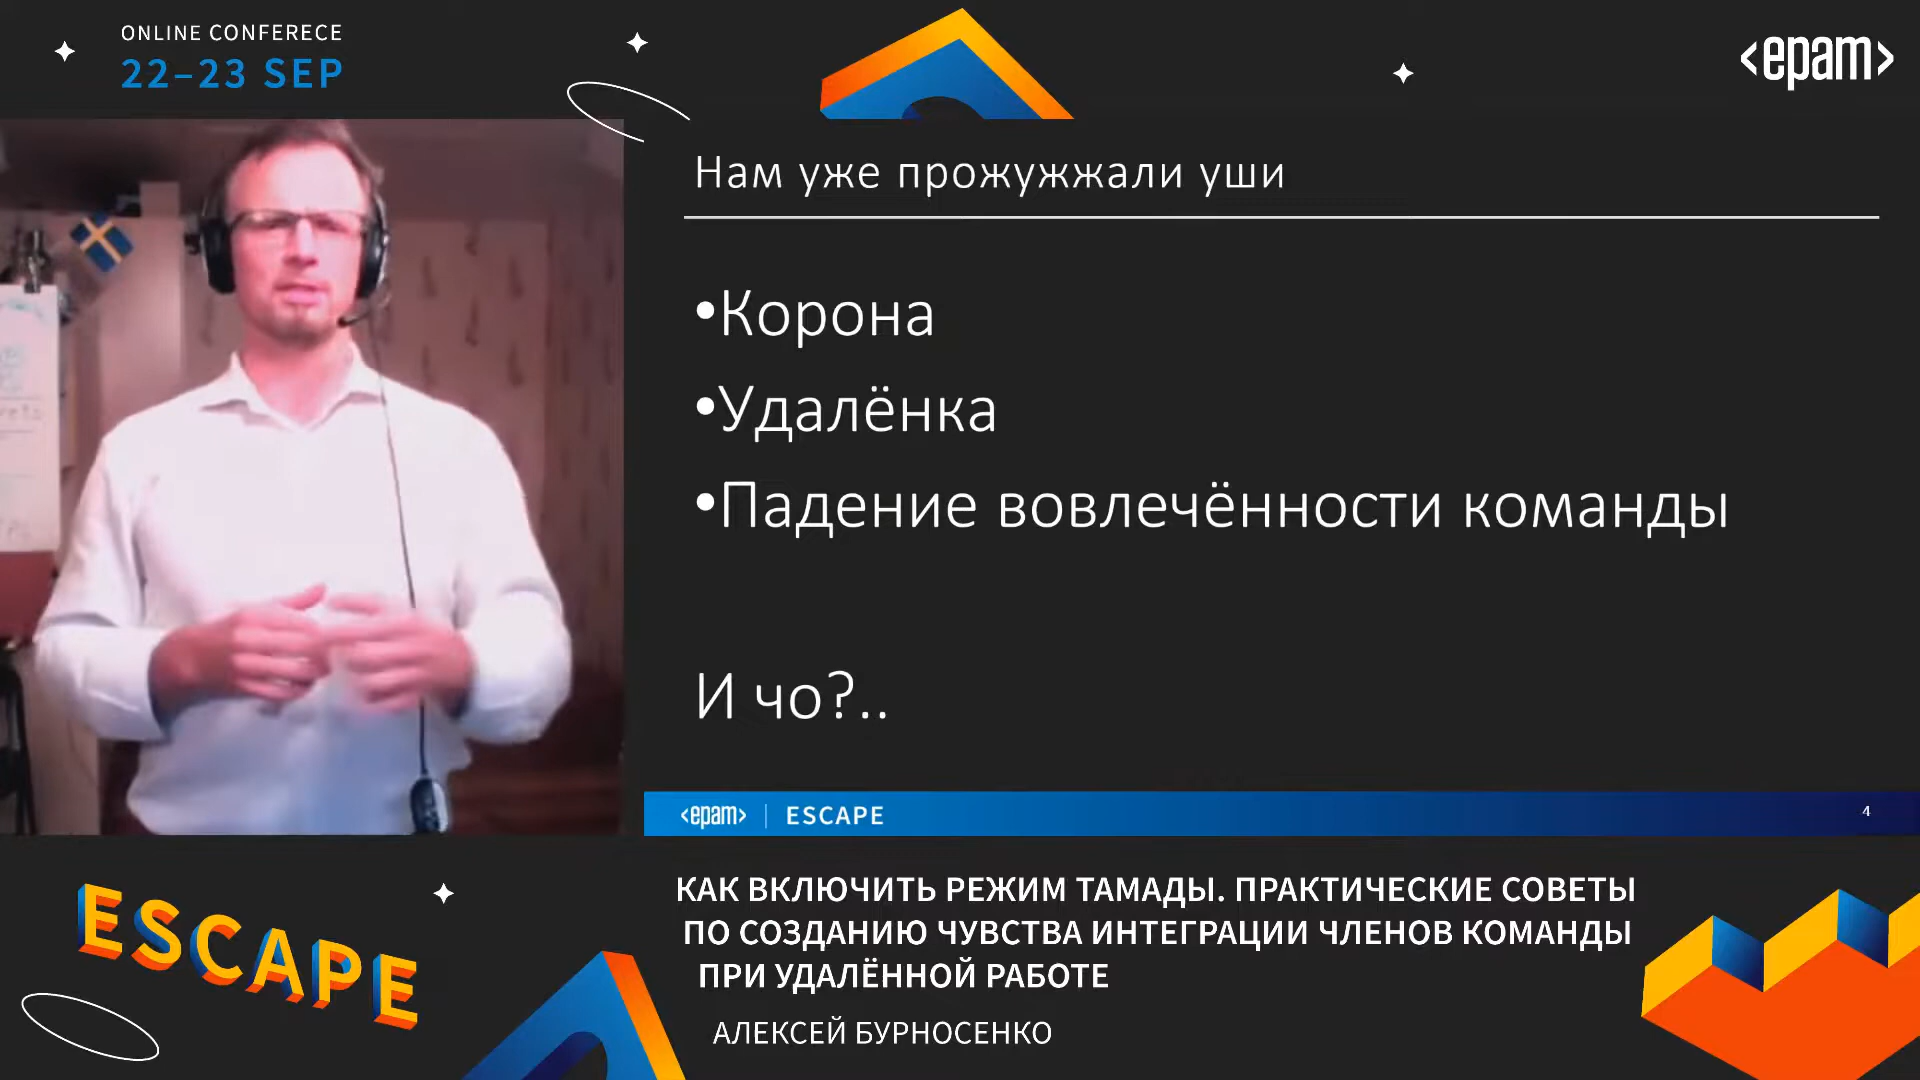 ONLINE CONFERECE
22–23 SEP
<epam>
Нам уже прожужжали уши
•Корона
•Удалёнка
•Падение вовлечённости команды
И чо?..
<epam> | ESCAPE
4
ESCAPE
КАК ВКЛЮЧИТЬ РЕЖИМ ТАМАДЫ. ПРАКТИЧЕСКИЕ СОВЕТЫ
ПО СОЗДАНИЮ ЧУВСТВА ИНТЕГРАЦИИ ЧЛЕНОВ КОМАНДЫ
ПРИ УДАЛЁННОЙ РАБОТЕ
АЛЕКСЕЙ БУРНОСЕНКО